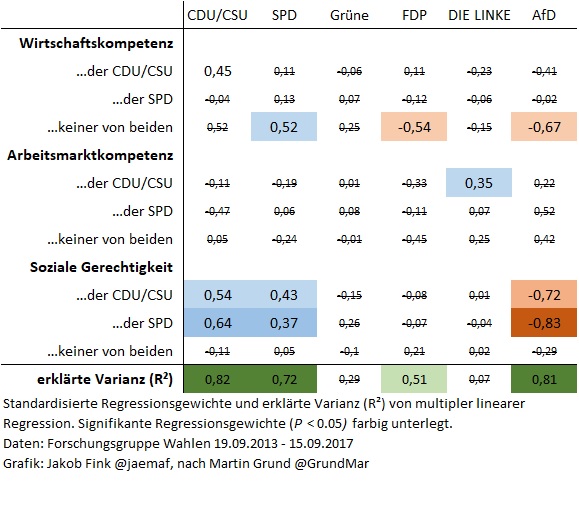 CDU/CSU SPD Grüne FDP DIE LINKE AfD
Wirtschaftskompetenz
...der CDU/CSU 0,45 0,11 -0,06 0,11 -0,23 -0,41
...der SPD -0,04 0,13 0,07 -0,12 -0,06 -0,02
...keiner von beiden 0,52 0,52 0,25 -0,54 -0,15 -0,67
Arbeitsmarktkompetenz
...der CDU/CSU -0,11 -0,19 0,01 -0,33 0,35 0,22
...der SPD -0,47 0,06 0,08 -0,11 0,07 0,52
...keiner von beiden 0,05 -0,24 -0,01 -0,45 0,25 0,42
Soziale Gerechtigkeit
...der CDU/CSU 0,54 0,43 -0,15 -0,08 0,01 -0,72
...der SPD 0,64 0,37 0,26 -0,07 -0,04 -0,83
...keiner von beiden -0,11 0,05 -0,1 0,21 0,02 -0,29
erklärte Varianz (R²) 0,82 0,72 0,29 0,51 0,07 0,81
Standardisierte Regressionsgewichte und erklärte Varianz (R²) von multipler linearer
Regression. Signifikante Regressionsgewichte (P < 0.05) farbig unterlegt.
Daten: Forschungsgruppe Wahlen 19.09.2013 - 15.09.2017
Grafik: Jakob Fink @jaemaf, nach Martin Grund @GrundMar